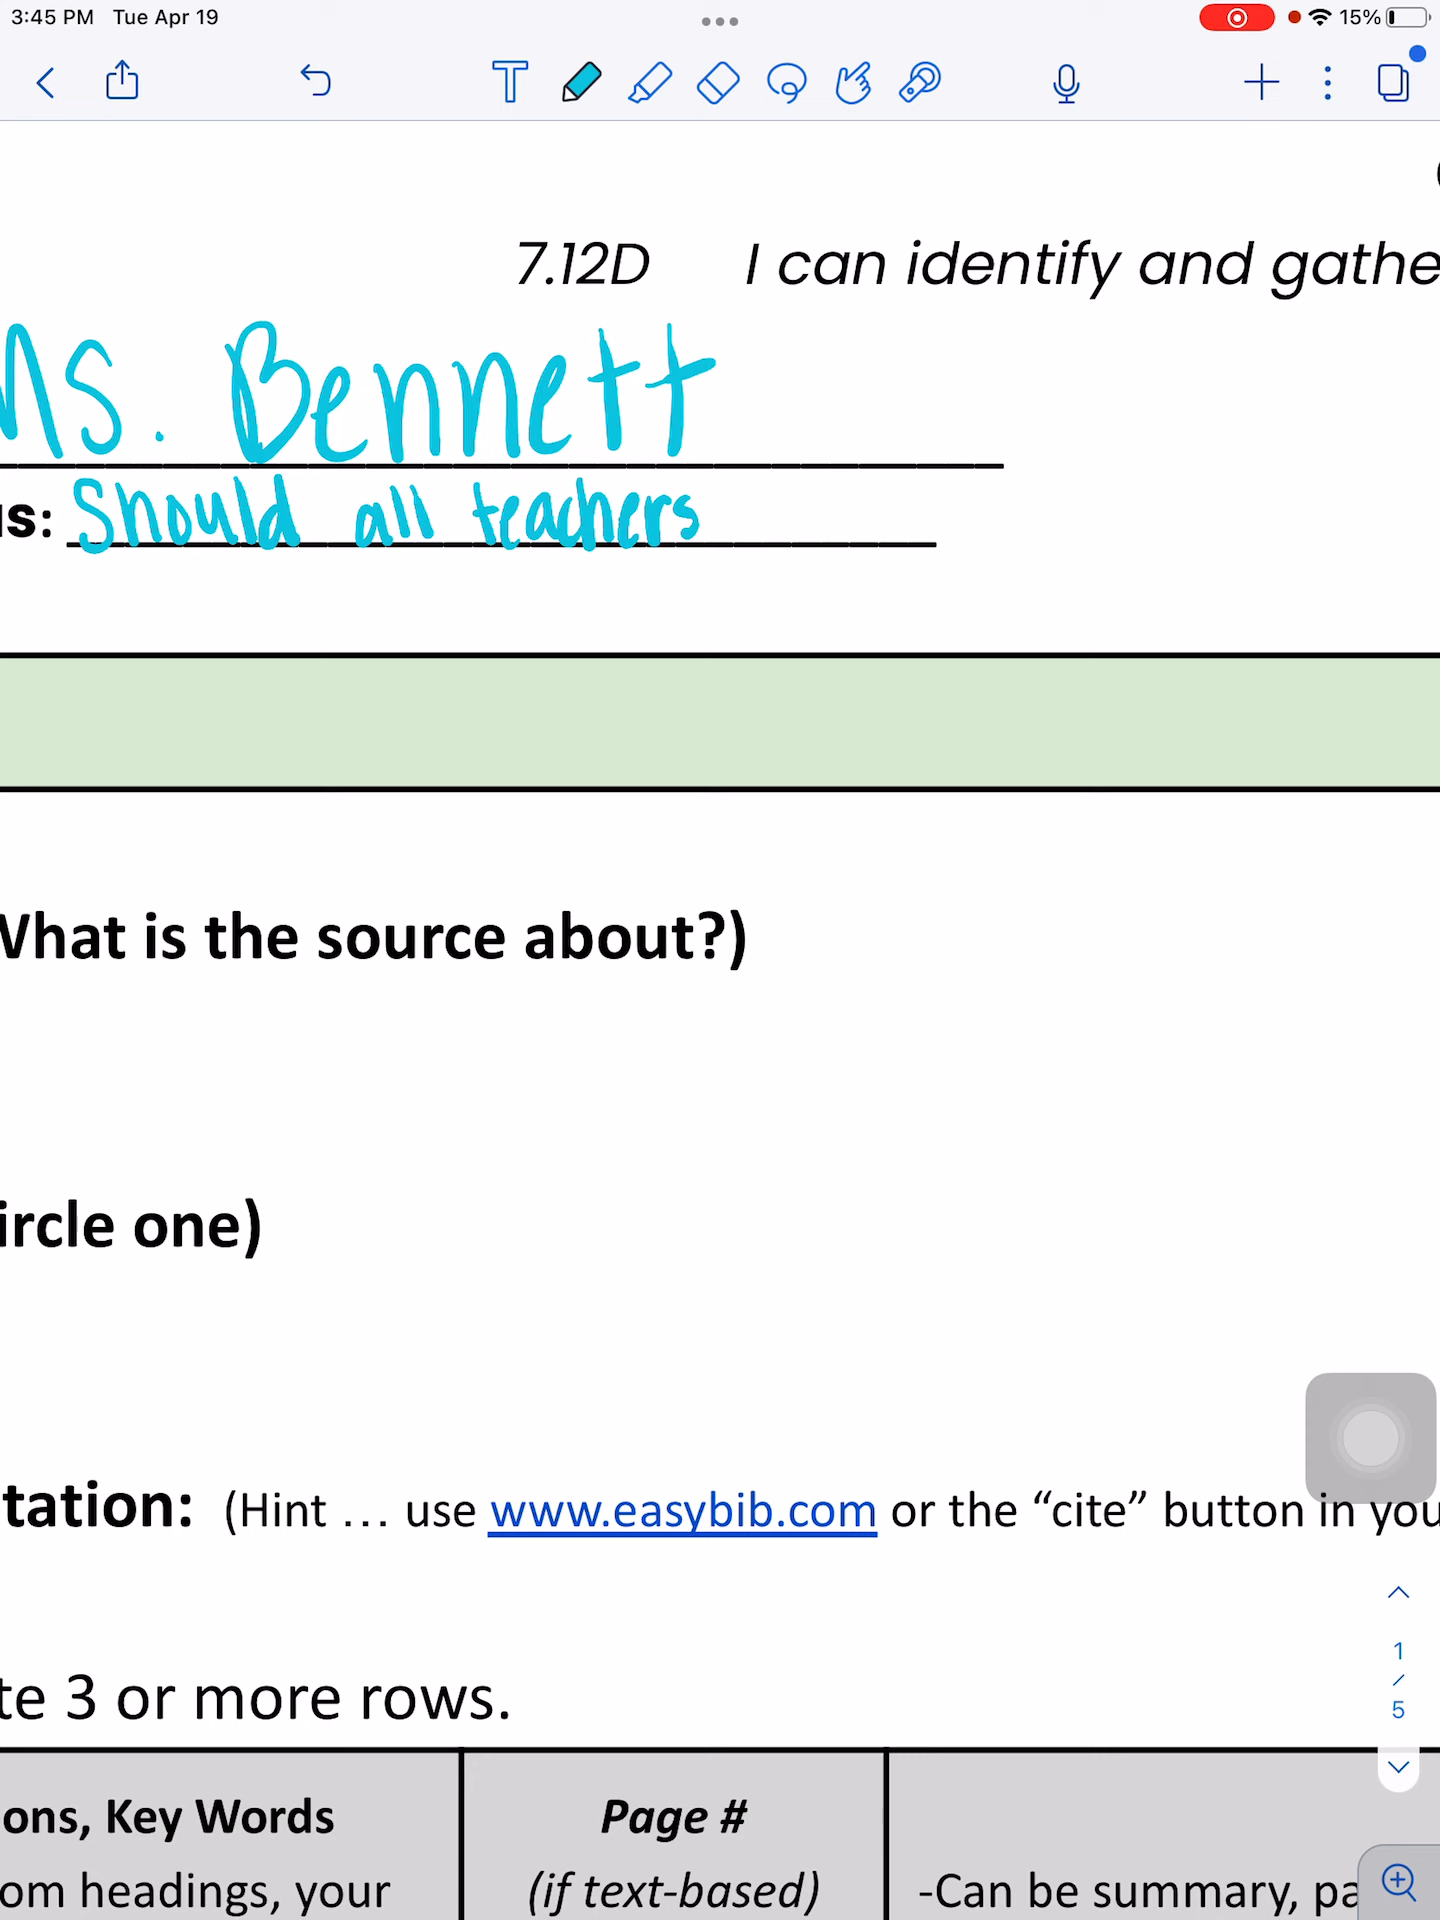 3:45 PM Tue Apr 19
15%
7.12D I can identify and gathe
Ms. Bennett
us: Should all teachers
What is the source about?)
ircle one)
tation: (Hint ... use www.easybib.com or the “cite” button in you
te 3 or more rows.
1
/
5
ons, Key Words
Page #
om headings, your
(if text-based)
-Can be summary, pa